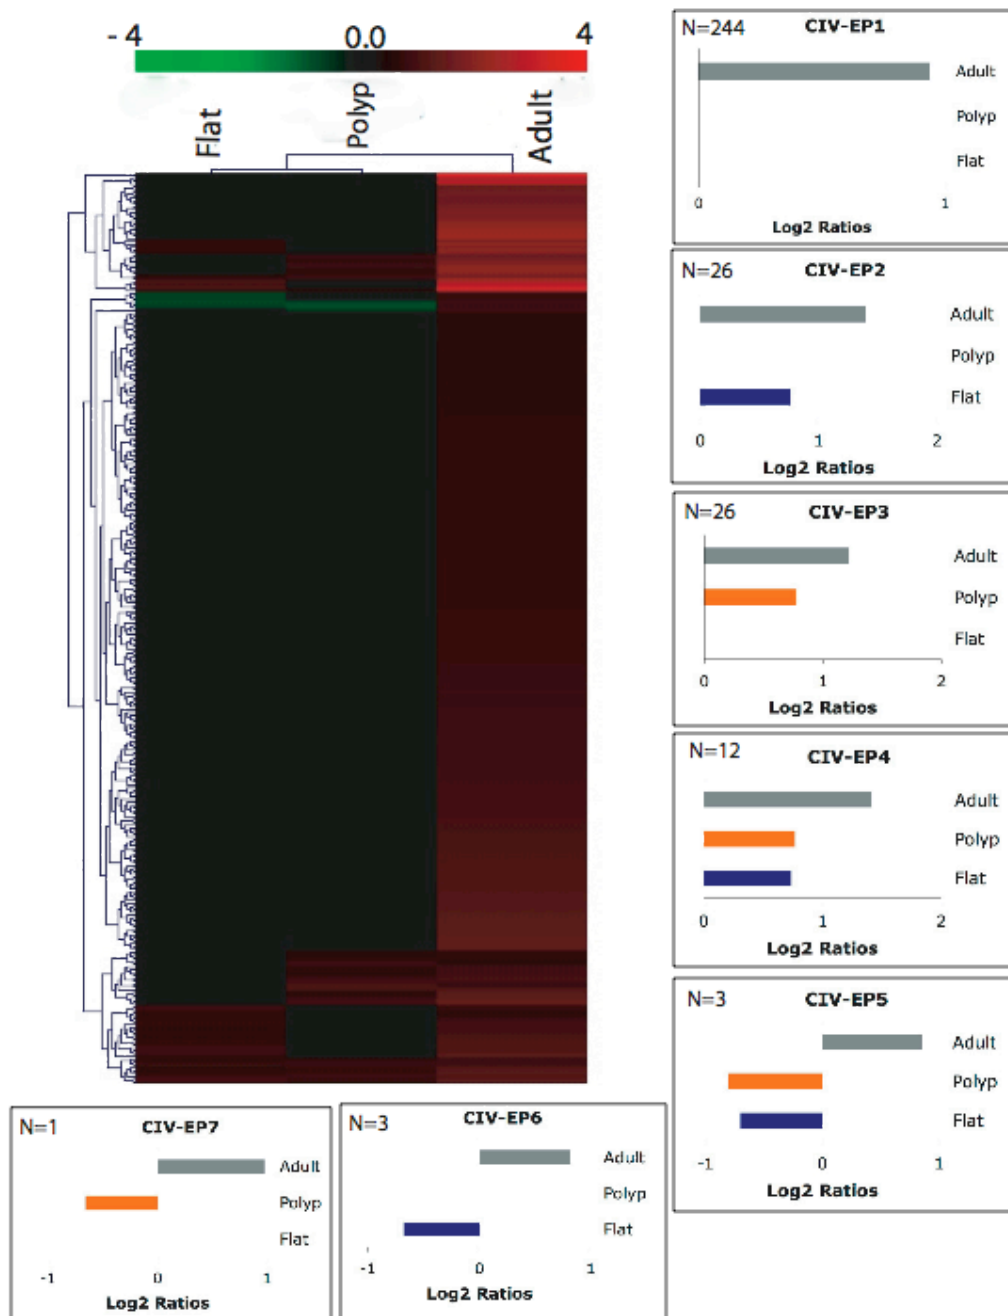 - 4 0.0 4
Flat Polyp Adult
N=244 CIV-EP1
Adult
Polyp
Flat
0 1
Log2 Ratios
N=26 CIV-EP2
Adult
Polyp
Flat
0 1 2
Log2 Ratios
N=26 CIV-EP3
Adult
Polyp
Flat
0 1 2
Log2 Ratios
N=12 CIV-EP4
Adult
Polyp
Flat
0 1 2
Log2 Ratios
N=3 CIV-EP5
Adult
Polyp
Flat
-1 0 1
Log2 Ratios
N=1 CIV-EP7
Adult
Polyp
Flat
-1 0 1
Log2 Ratios
N=3 CIV-EP6
Adult
Polyp
Flat
-1 0 1
Log2 Ratios